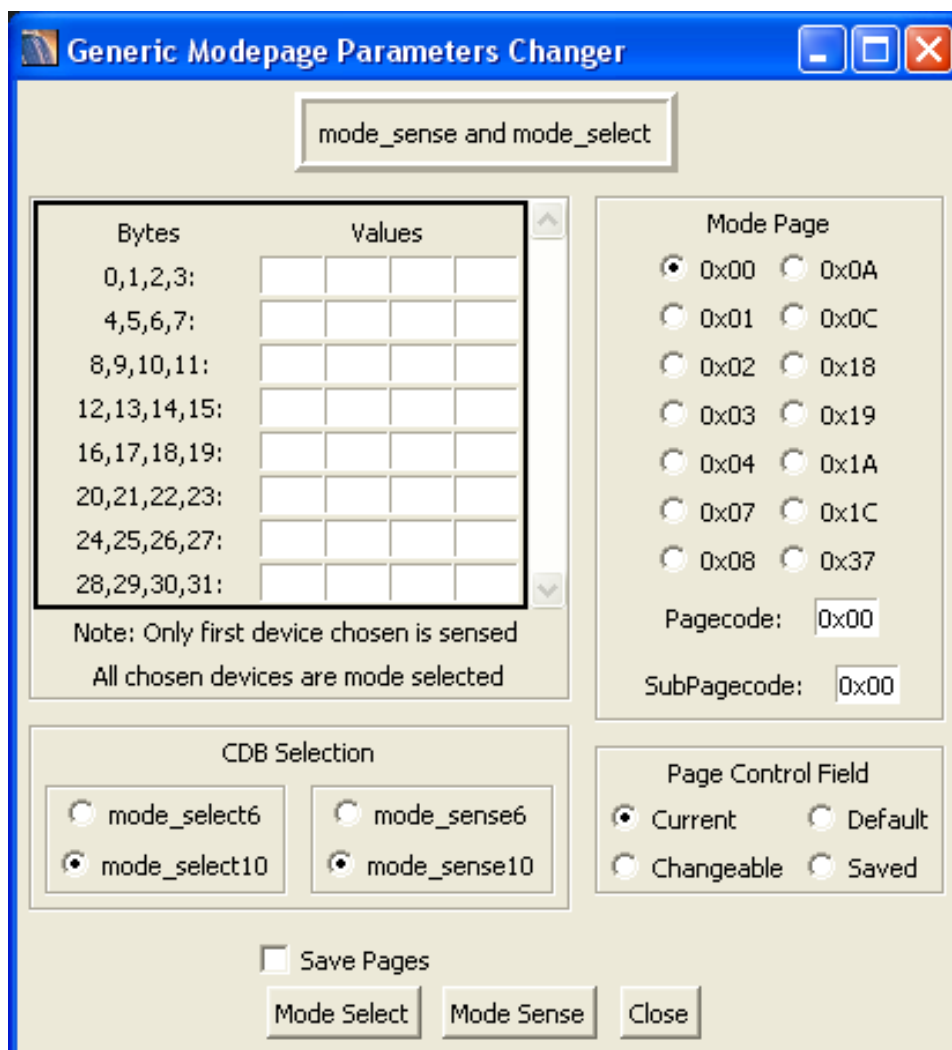 Generic Modepage Parameters Changer
mode_sense and mode_select
Bytes Values
0,1,2,3:
4,5,6,7:
8,9,10,11:
12,13,14,15:
16,17,18,19:
20,21,22,23:
24,25,26,27:
28,29,30,31:
Note: Only first device chosen is sensed
All chosen devices are mode selected
Mode Page
0x00 0x0A
0x01 0x0C
0x02 0x18
0x03 0x19
0x04 0x1A
0x07 0x1C
0x08 0x37
Pagecode: 0x00
SubPagecode: 0x00
CDB Selection
mode_select6 mode_sense6
mode_select10 mode_sense10
Page Control Field
Current Default
Changeable Saved
Save Pages
Mode Select Mode Sense Close